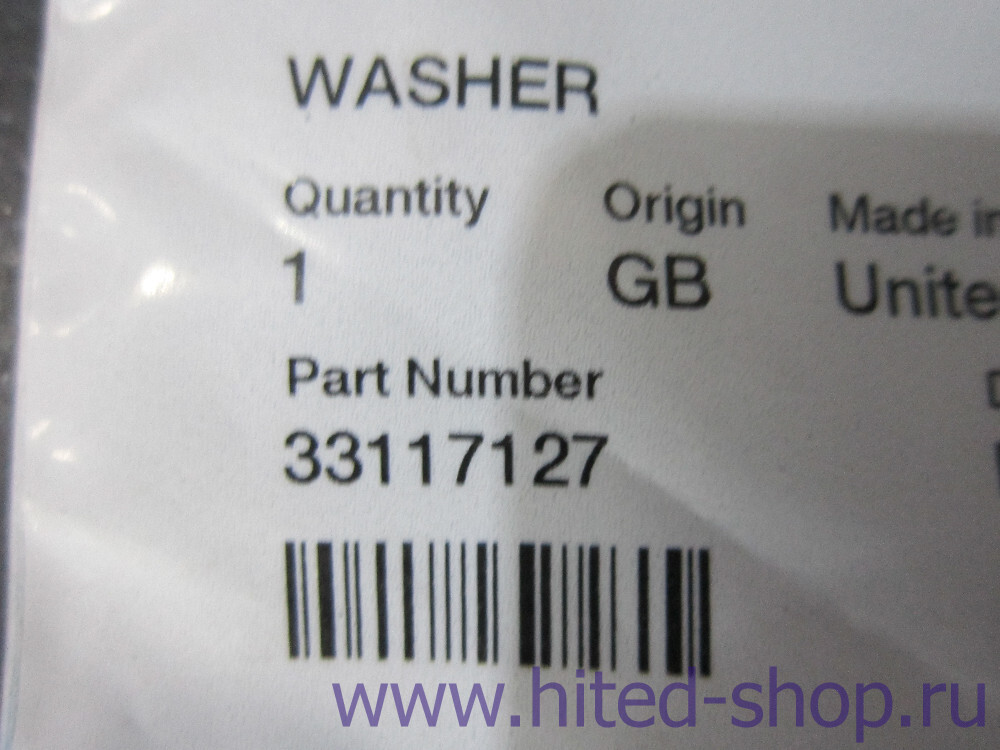 WASHER
Quantity Origin Made in
1 GB Unite
Part Number
33117127
www.hited-shop.ru